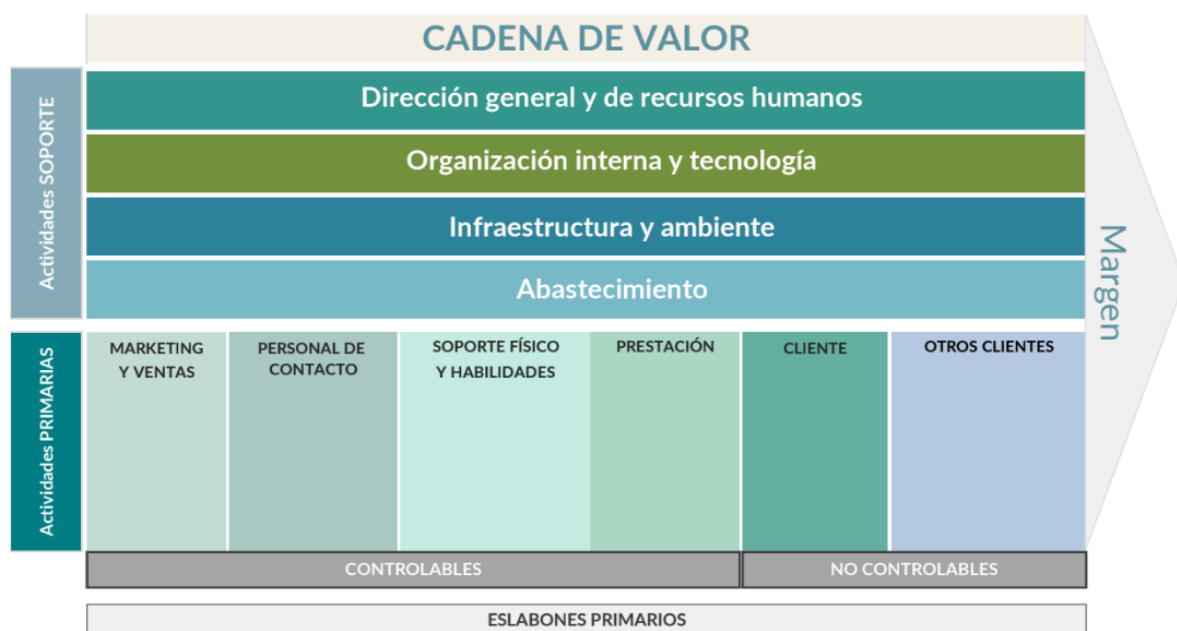 CADENA DE VALOR
Actividades SOPORTE
Dirección general y de recursos humanos
Organización interna y tecnología
Infraestructura y ambiente
Abastecimiento
Margen
Actividades PRIMARIAS
MARKETING
Y VENTAS
PERSONAL DE
CONTACTO
SOPORTE FÍSICO
Y HABILIDADES
PRESTACIÓN
CLIENTE
OTROS CLIENTES
CONTROLABLES
NO CONTROLABLES
ESLABONES PRIMARIOS